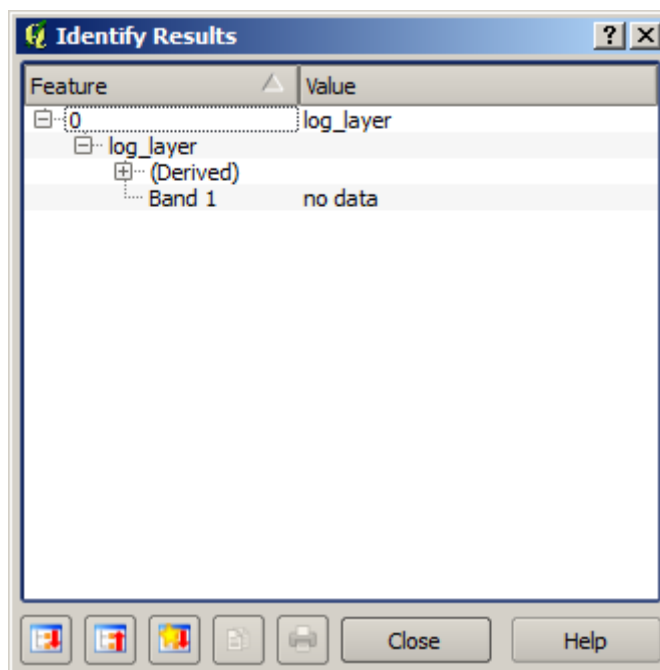 Identify Results
Feature Value
0 log_layer
log_layer
(Derived)
Band 1 no data
Close Help